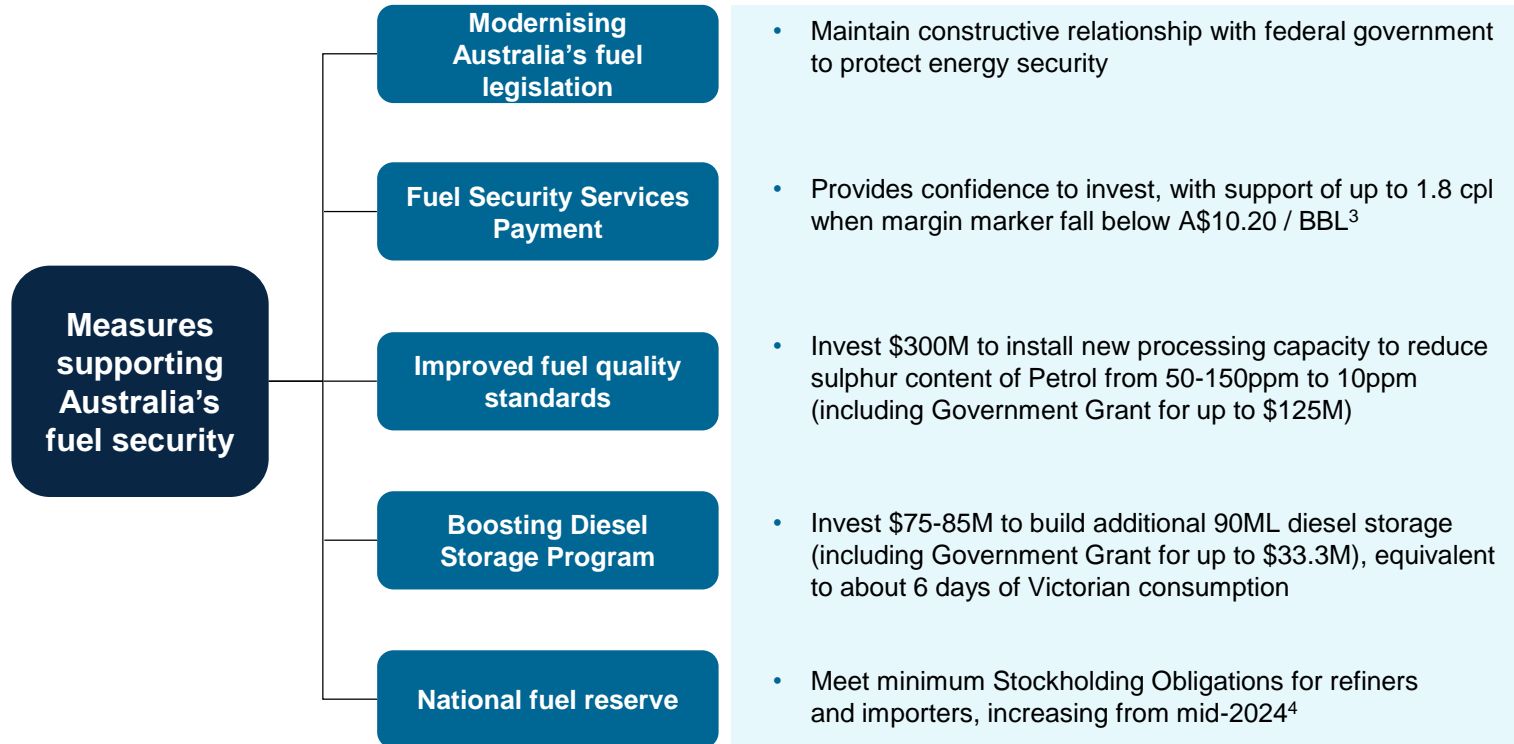 Measures
supporting
Australia’s
fuel security
Modernising
Australia’s fuel
legislation
• Maintain constructive relationship with federal government
to protect energy security
Fuel Security Services
Payment
• Provides confidence to invest, with support of up to 1.8 cpl
when margin marker fall below A$10.20 / BBL³
Improved fuel quality
standards
• Invest $300M to install new processing capacity to reduce
sulphur content of Petrol from 50-150ppm to 10ppm
(including Government Grant for up to $125M)
Boosting Diesel
Storage Program
• Invest $75-85M to build additional 90ML diesel storage
(including Government Grant for up to $33.3M), equivalent
to about 6 days of Victorian consumption
National fuel reserve
• Meet minimum Stockholding Obligations for refiners
and importers, increasing from mid-2024⁴